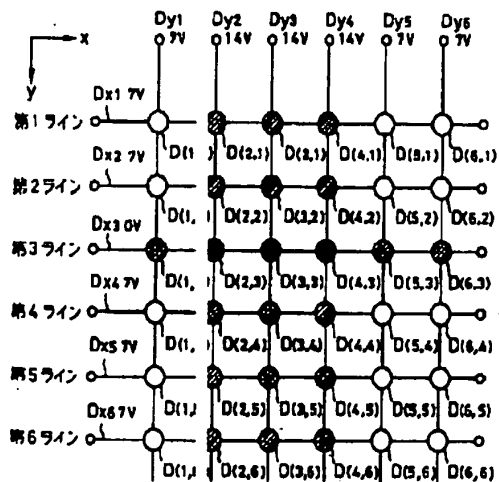 Dy1 Dy2 Dy3 Dy4 Dy5 Dy6
7V 14V 14V 14V 7V 7V
x
y
Dx1 7V
第1ライン
D(1, D(2,1) D(3,1) D(4,1) D(5,1) D(6,1)
Dx2 7V
第2ライン
D(1, D(2,2) D(3,2) D(4,2) D(5,2) D(6,2)
Dx3 0V
第3ライン
D(1, D(2,3) D(3,3) D(4,3) D(5,3) D(6,3)
Dx4 7V
第4ライン
D(1, D(2,4) D(3,4) D(4,4) D(5,4) D(6,4)
Dx5 7V
第5ライン
D(1, D(2,5) D(3,5) D(4,5) D(5,5) D(6,5)
Dx6 7V
第6ライン
D(1, D(2,6) D(3,6) D(4,6) D(5,6) D(6,6)